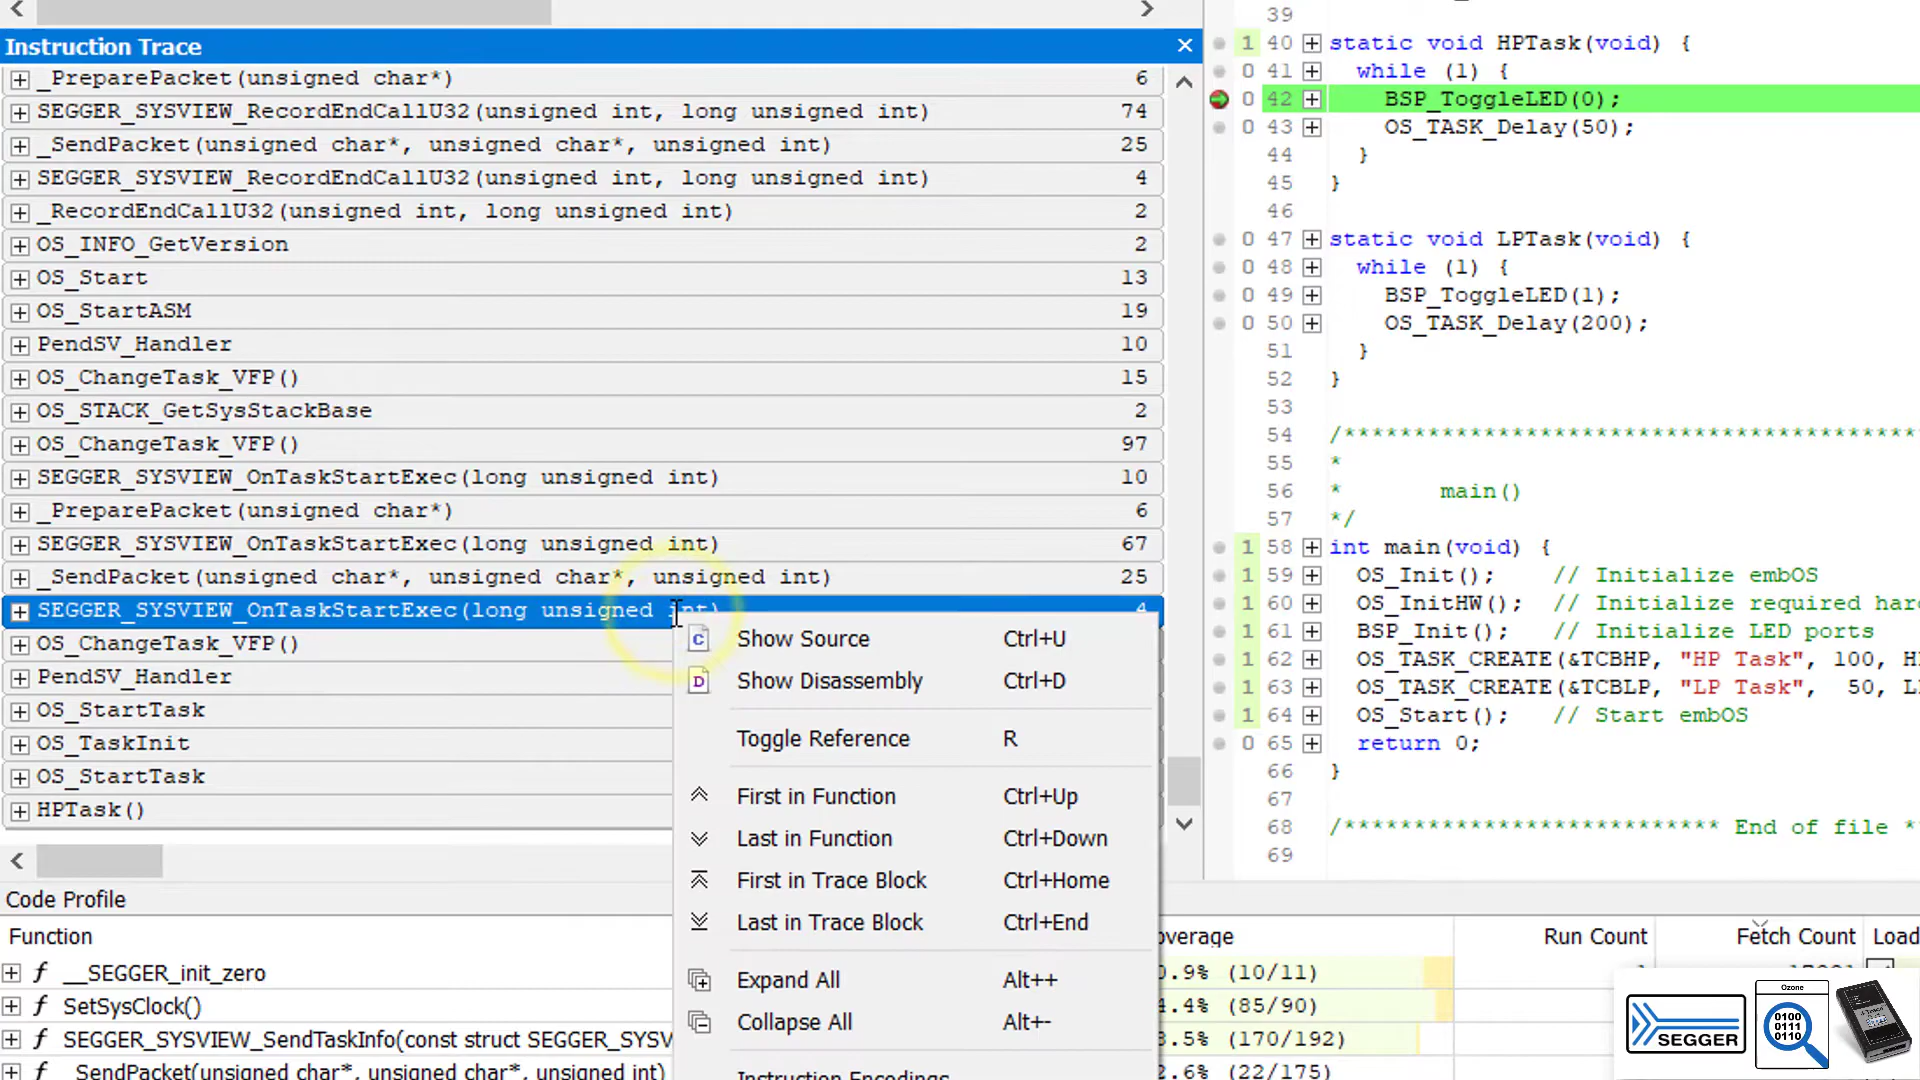 Instruction Trace
_PreparePacket(unsigned char*) 6
SEGGER_SYSVIEW_RecordEndCallU32(unsigned int, long unsigned int) 74
_SendPacket(unsigned char*, unsigned char*, unsigned int) 25
SEGGER_SYSVIEW_RecordEndCallU32(unsigned int, long unsigned int) 4
_RecordEndCallU32(unsigned int, long unsigned int) 2
OS_INFO_GetVersion 2
OS_Start 13
OS_StartASM 19
PendSV_Handler 10
OS_ChangeTask_VFP() 15
OS_STACK_GetSysStackBase 2
OS_ChangeTask_VFP() 97
SEGGER_SYSVIEW_OnTaskStartExec(long unsigned int) 10
_PreparePacket(unsigned char*) 6
SEGGER_SYSVIEW_OnTaskStartExec(long unsigned int) 67
_SendPacket(unsigned char*, unsigned char*, unsigned int) 25
SEGGER_SYSVIEW_OnTaskStartExec(long unsigned int) 4
OS_ChangeTask_VFP()
PendSV_Handler
OS_StartTask
OS_TaskInit
OS_StartTask
HPTask()
Show Source Ctrl+U
Show Disassembly Ctrl+D
Toggle Reference R
First in Function Ctrl+Up
Last in Function Ctrl+Down
First in Trace Block Ctrl+Home
Last in Trace Block Ctrl+End
Expand All Alt++
Collapse All Alt+-
Instruction Encodings
39
1 40 static void HPTask(void) {
0 41 while (1) {
0 42 BSP_ToggleLED(0);
0 43 OS_TASK_Delay(50);
44 }
45 }
46
0 47 static void LPTask(void) {
0 48 while (1) {
0 49 BSP_ToggleLED(1);
0 50 OS_TASK_Delay(200);
51 }
52 }
53
54 /*****************************************
55 *
56 * main()
57 */
1 58 int main(void) {
1 59 OS_Init(); // Initialize embOS
1 60 OS_InitHW(); // Initialize required har
1 61 BSP_Init(); // Initialize LED ports
1 62 OS_TASK_CREATE(&TCBHP, "HP Task", 100, H
1 63 OS_TASK_CREATE(&TCBLP, "LP Task", 50, L
1 64 OS_Start(); // Start embOS
0 65 return 0;
66 }
67
68 /*************************** End of file *
69
Code Profile
Function overage Run Count Fetch Count Load
__SEGGER_init_zero 0.9% (10/11)
SetSysClock() 4.4% (85/90)
SEGGER_SYSVIEW_SendTaskInfo(const struct SEGGER_SYSV 8.5% (170/192)
_SendPacket(unsigned char*, unsigned char*, unsigned int) 2.6% (22/175)
SEGGER
Ozone
0100
0111
0110